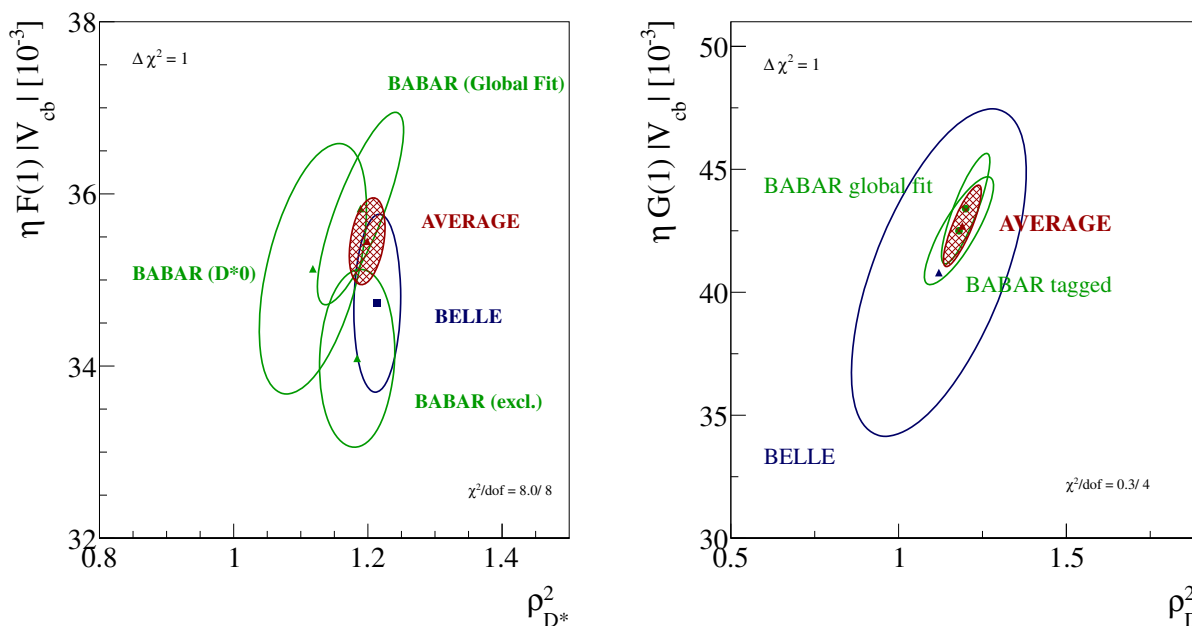 η F(1) |V_cb| [10^-3]
38
36
34
32
Δ χ² = 1
BABAR (Global Fit)
AVERAGE
BABAR (D*0)
BELLE
BABAR (excl.)
χ²/dof = 8.0/ 8
0.8
1
1.2
1.4
ρ²_D*
η G(1) |V_cb| [10^-3]
50
45
40
35
30
Δ χ² = 1
BABAR global fit
AVERAGE
BABAR tagged
BELLE
χ²/dof = 0.3/ 4
0.5
1
1.5
ρ²_D